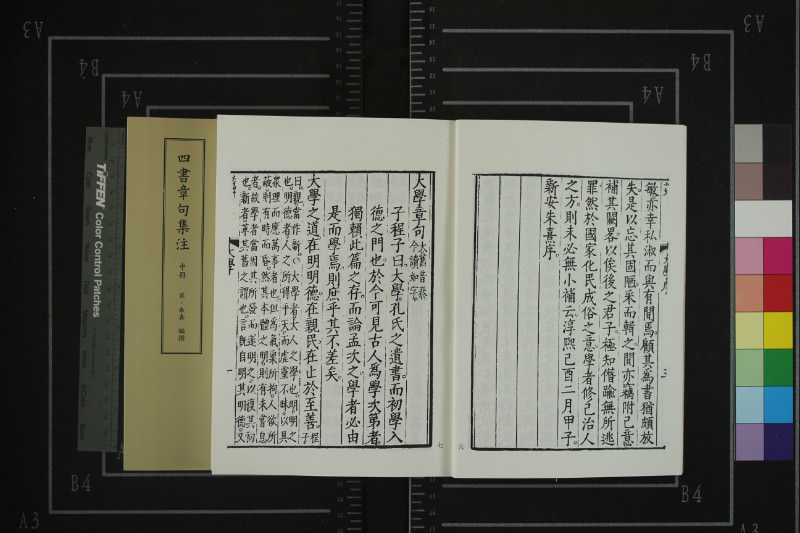 敏亦幸私淑而與有聞焉顧其為書猶頗放
失是以忘其固陋采而輯之間亦竊附己意
補其闕畧以俟後之君子極知僭踰無所逃
罪然於國家化民成俗之意學者修己治人
之方則未必無小補云淳熙己酉二月甲子
新安朱熹序
大學章句
大舊音泰
今讀如字
子程子曰大學孔氏之遺書而初學入
德之門也於今可見古人為學次第者
獨賴此篇之存而論孟次之學者必由
是而學焉則庶乎其不差矣
大學之道在明明德在親民在止於至善
程子
曰親當作新○大學者大人之學也明明之
也明德者人之所得乎天而虛靈不昧以具
衆理而應萬事者也但為氣稟所拘人欲所
蔽則有時而昏然其本體之明則有未嘗息
者故學者當因其所發而遂明之以復其初
也新者革其舊之謂也言既自明其明德又
大學
一
七
六
四書章句集注
中冊 宋·朱熹 編撰
TIFFEN Color Control Patches
A3
B4
A4
A3
B4
A4
B4
A3
B4
A3